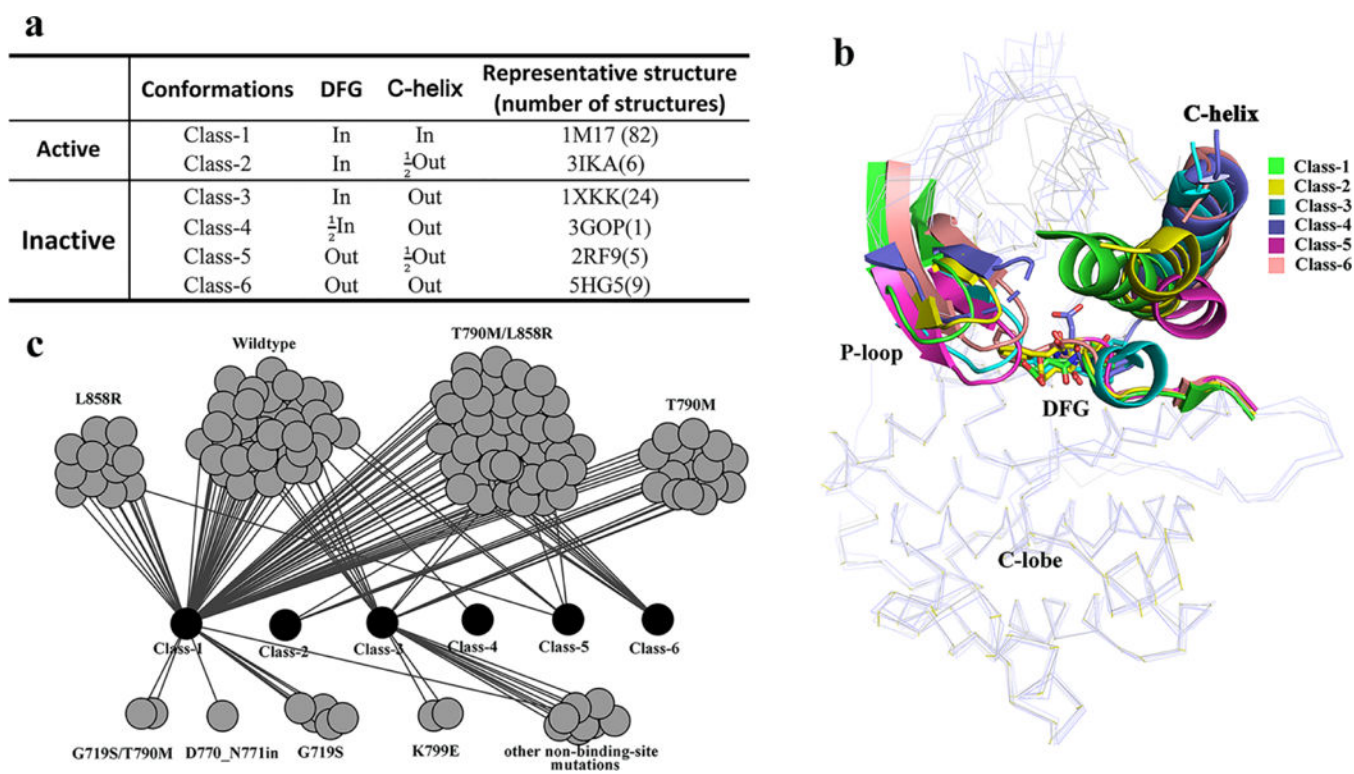 a
Conformations DFG C-helix Representative structure
(number of structures)
Active
Class-1 In In 1M17 (82)
Class-2 In ½Out 3IKA(6)
Inactive
Class-3 In Out 1XKK(24)
Class-4 ½In Out 3GOP(1)
Class-5 Out ½Out 2RF9(5)
Class-6 Out Out 5HG5(9)
b
C-helix
Class-1
Class-2
Class-3
Class-4
Class-5
Class-6
P-loop
DFG
C-lobe
c
Wildtype
T790M/L858R
L858R
T790M
Class-1
Class-2
Class-3
Class-4
Class-5
Class-6
G719S/T790M
D770_N771in
G719S
K799E
other non-binding-site
mutations